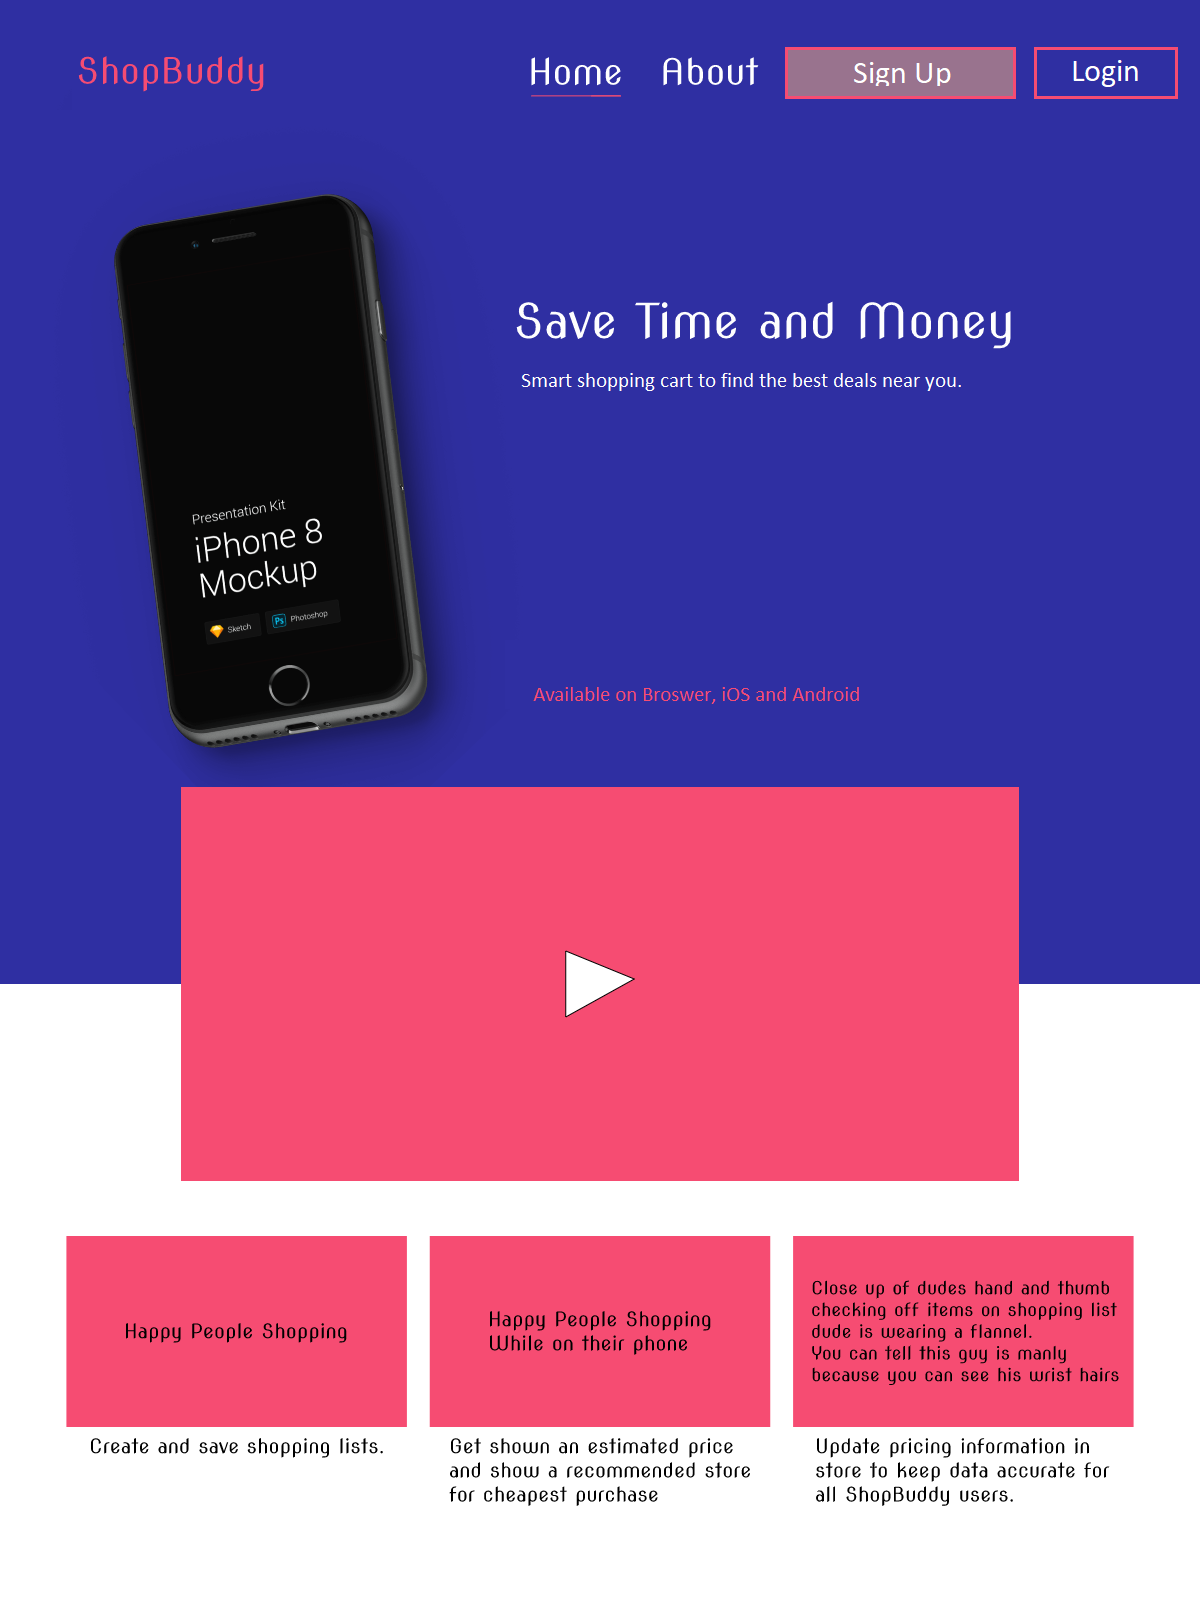 ShopBuddy
Home
About
Sign Up
Login
Save Time and Money
Smart shopping cart to find the best deals near you.
Presentation Kit
iPhone 8
Mockup
Sketch
Ps Photoshop
Available on Broswer, iOS and Android
Happy People Shopping
Happy People Shopping
While on their phone
Close up of dudes hand and thumb
checking off items on shopping list
dude is wearing a flannel.
You can tell this guy is manly
because you can see his wrist hairs
Create and save shopping lists.
Get shown an estimated price
and show a recommended store
for cheapest purchase
Update pricing information in
store to keep data accurate for
all ShopBuddy users.